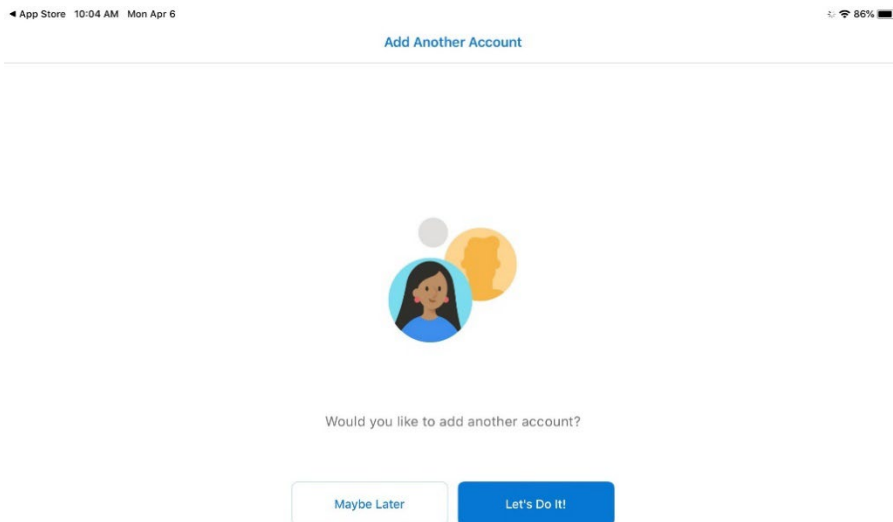 ◀ App Store 10:04 AM Mon Apr 6 86%
Add Another Account
Would you like to add another account?
Maybe Later Let's Do It!